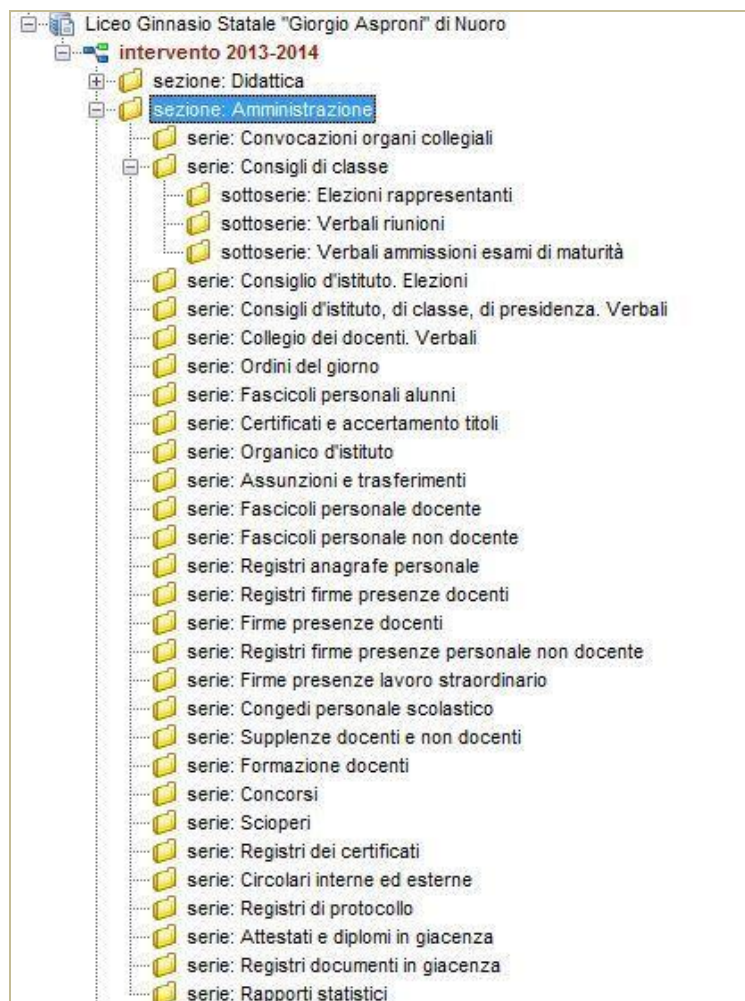 Liceo Ginnasio Statale "Giorgio Asproni" di Nuoro
intervento 2013-2014
sezione: Didattica
sezione: Amministrazione
serie: Convocazioni organi collegiali
serie: Consigli di classe
sottoserie: Elezioni rappresentanti
sottoserie: Verbali riunioni
sottoserie: Verbali ammissioni esami di maturità
serie: Consiglio d'istituto. Elezioni
serie: Consigli d'istituto, di classe, di presidenza. Verbali
serie: Collegio dei docenti. Verbali
serie: Ordini del giorno
serie: Fascicoli personali alunni
serie: Certificati e accertamento titoli
serie: Organico d'istituto
serie: Assunzioni e trasferimenti
serie: Fascicoli personale docente
serie: Fascicoli personale non docente
serie: Registri anagrafe personale
serie: Registri firme presenze docenti
serie: Firme presenze docenti
serie: Registri firme presenze personale non docente
serie: Firme presenze lavoro straordinario
serie: Congedi personale scolastico
serie: Supplenze docenti e non docenti
serie: Formazione docenti
serie: Concorsi
serie: Scioperi
serie: Registri dei certificati
serie: Circolari interne ed esterne
serie: Registri di protocollo
serie: Attestati e diplomi in giacenza
serie: Registri documenti in giacenza
serie: Rapporti statistici